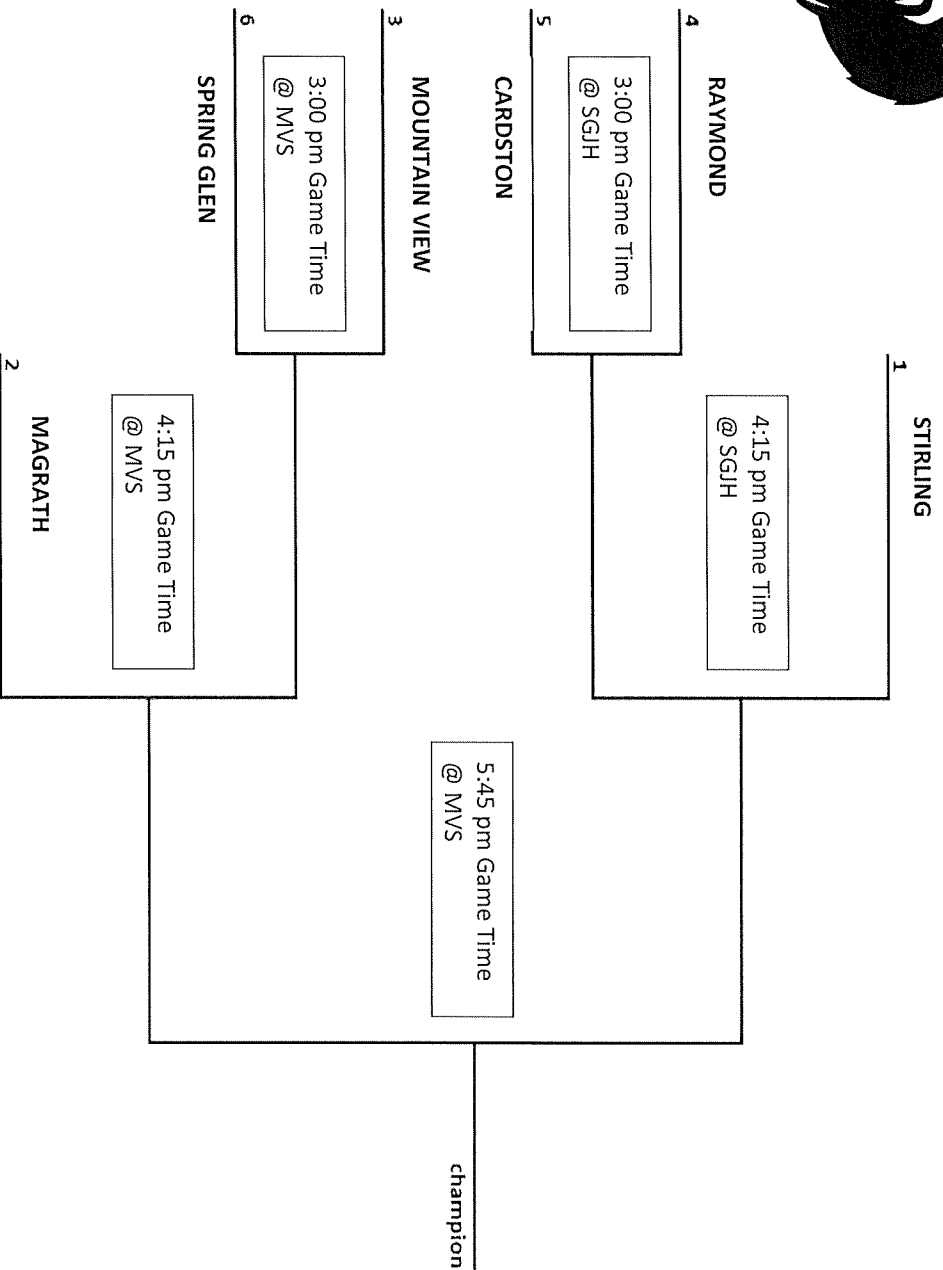 1
STIRLING
4:15 pm Game Time
@ SGJH
4
RAYMOND
3:00 pm Game Time
@ SGJH
5
CARDSTON
5:45 pm Game Time
@ MVS
champion
3
MOUNTAIN VIEW
3:00 pm Game Time
@ MVS
6
SPRING GLEN
4:15 pm Game Time
@ MVS
2
MAGRATH